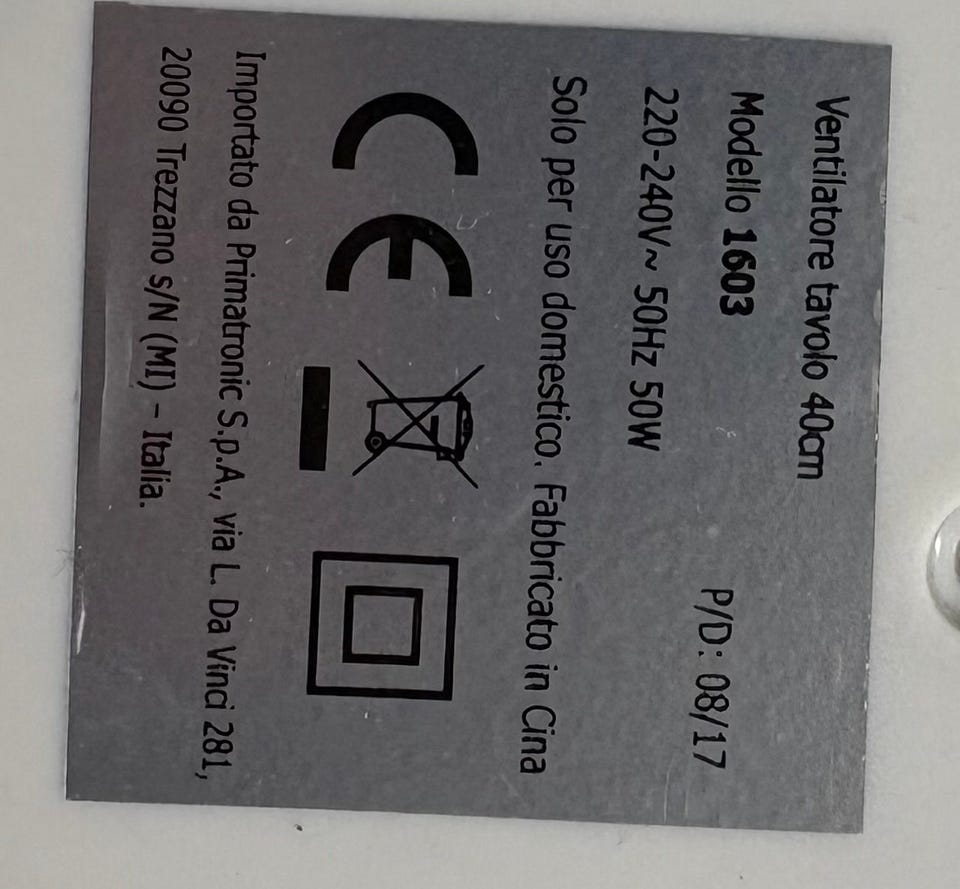 Ventilatore tavolo 40cm
Modello 1603 P/D: 08/17
220-240V~ 50Hz 50W
Solo per uso domestico. Fabbricato in Cina
CE
Importato da Primatronic S.p.A., via L. Da Vinci 281,
20090 Trezzano s/N (MI) - Italia.